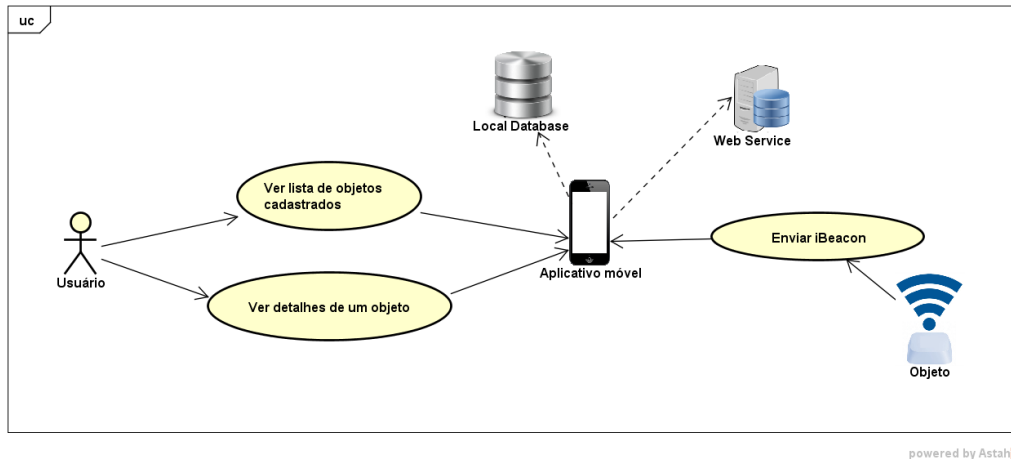 uc
Local Database
Web Service
Ver lista de objetos
cadastrados
Usuário
Aplicativo móvel
Enviar iBeacon
Ver detalhes de um objeto
Objeto
powered by Astah